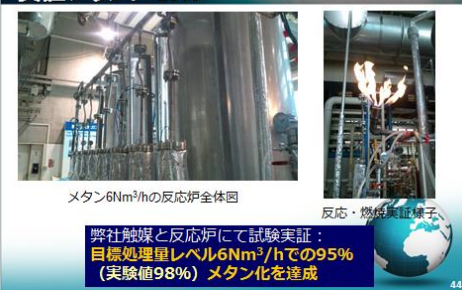 メタン6Nm³/hの反応炉全体図
反応・燃焼実証様子
弊社触媒と反応炉にて試験実証：
目標処理量レベル6Nm³/hでの95%
（実験値98%）メタン化を達成
44